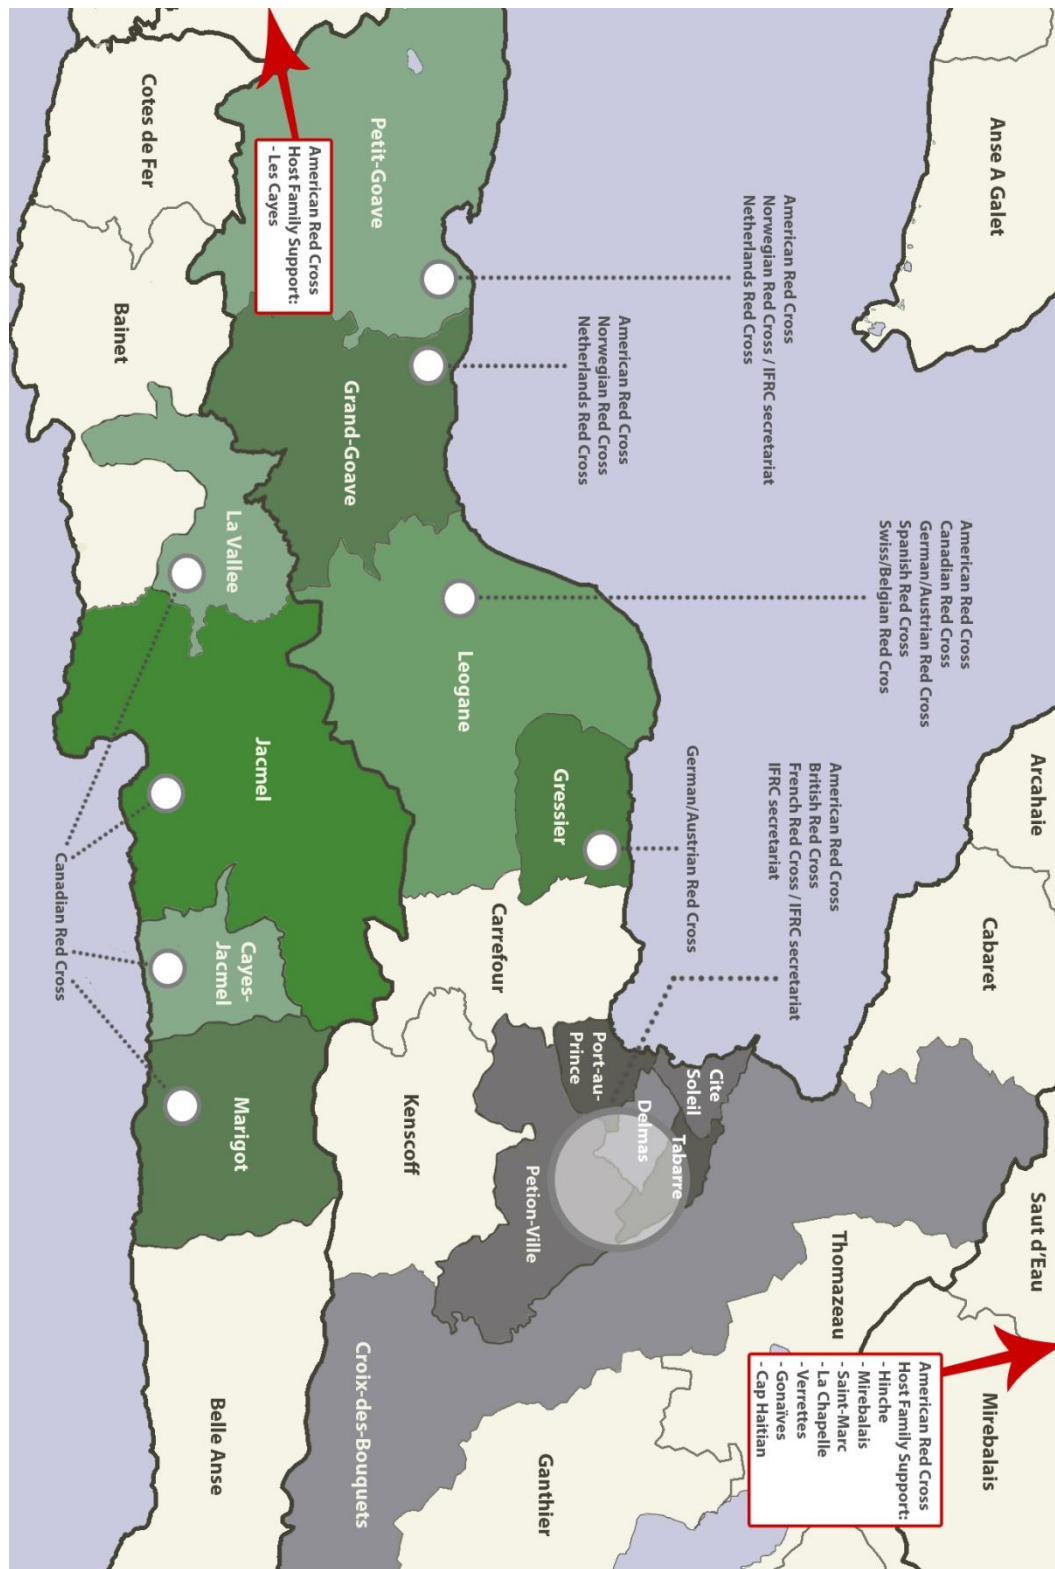 Anse A Galet
Arcahaie
Cabaret
Saut d'Eau
Mirebalais
American Red Cross
Canadian Red Cross
German/Austrian Red Cross
Spanish Red Cross
Swiss/Belgian Red Cros
American Red Cross
Norwegian Red Cross / IFRC secretariat
Netherlands Red Cross
American Red Cross
British Red Cross
French Red Cross / IFRC secretariat
IFRC secretariat
American Red Cross
Host Family Support:
- Hinche
- Mirebalais
- Saint-Marc
- La Chapelle
- Verrettes
- Gonaïves
- Cap Haitian
Thomazeau
American Red Cross
Norwegian Red Cross
Netherlands Red Cross
German/Austrian Red Cross
Cite
Soleil
Tabarre
Delmas
Port-au-
Prince
Petion-Ville
Gressier
Ganthier
Carrefour
Leogane
Kenscoff
Petit-Goave
Grand-Goave
Croix-des-Bouquets
American Red Cross
Host Family Support:
- Les Cayes
Jacmel
La Vallee
Cayes-
Jacmel
Marigot
Belle Anse
Cotes de Fer
Bainet
Canadian Red Cross